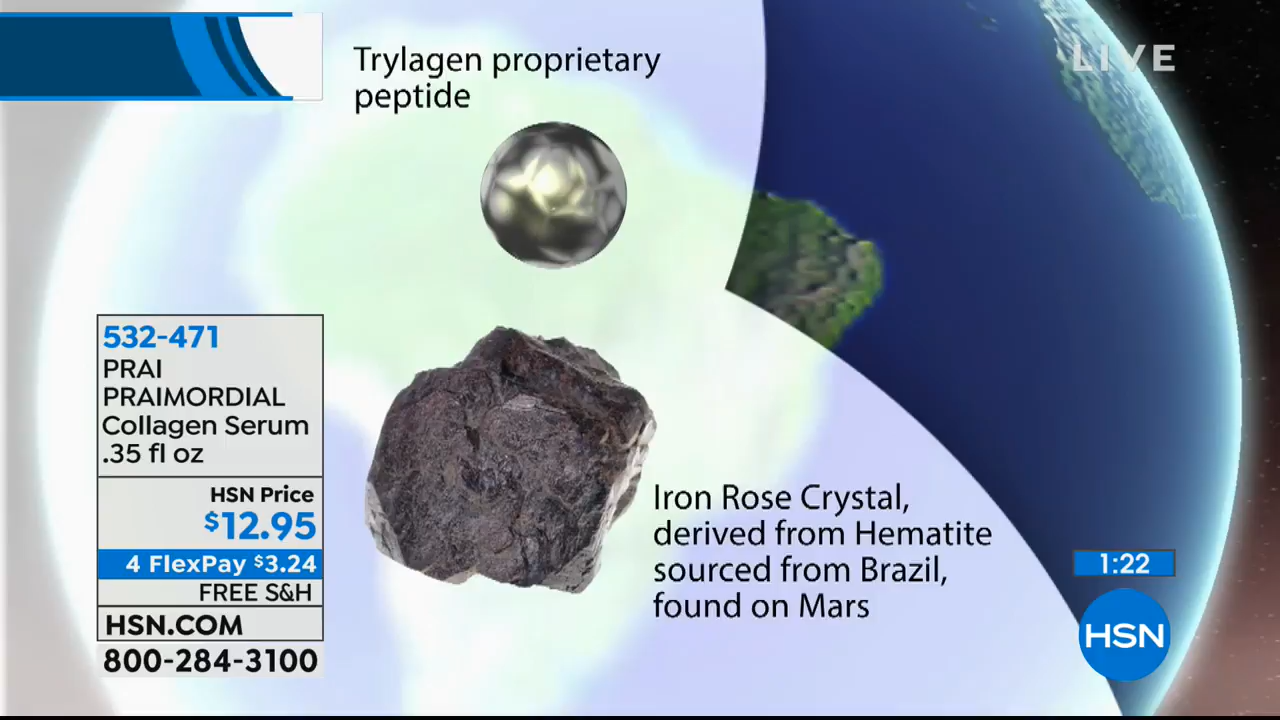 Trylagen proprietary
peptide
LIVE
532-471
PRAI
PRAIMORDIAL
Collagen Serum
.35 fl oz
HSN Price
$12.95
4 FlexPay $3.24
FREE S&H
HSN.COM
800-284-3100
Iron Rose Crystal,
derived from Hematite
sourced from Brazil,
found on Mars
1:22
HSN